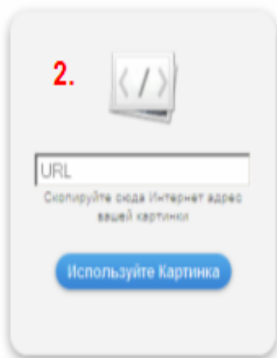 2.
</>
URL
Скопируйте сюда Интернет адрес
вашей картинки
Используйте Картинка